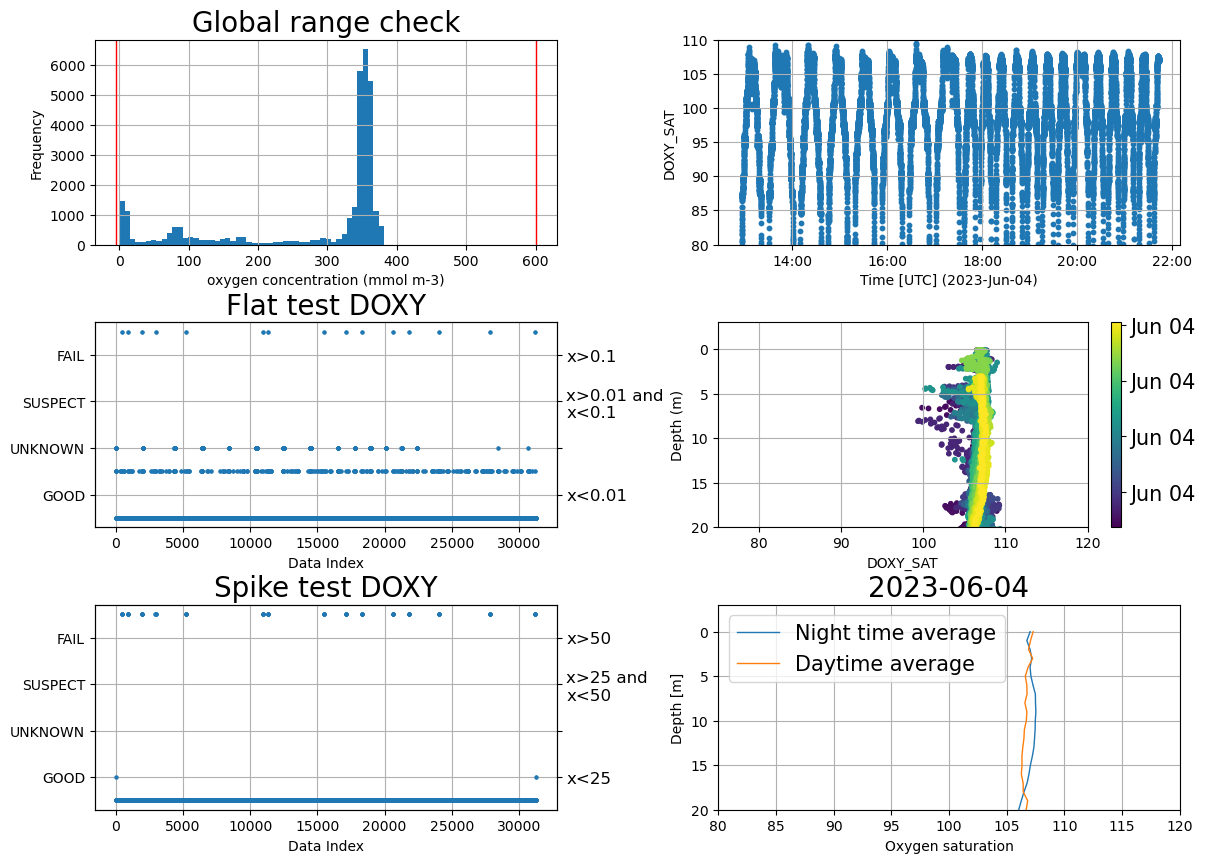 Global range check
6000
5000
4000
3000
2000
1000
0
Frequency
0 100 200 300 400 500 600
oxygen concentration (mmol m-3)
110
105
100
95
90
85
80
DOXY_SAT
14:00 16:00 18:00 20:00 22:00
Time [UTC] (2023-Jun-04)
Flat test DOXY
FAIL
SUSPECT
UNKNOWN
GOOD
x>0.1
x>0.01 and
x<0.1
x<0.01
0 5000 10000 15000 20000 25000 30000
Data Index
0
5
10
15
20
Depth (m)
80 90 100 110 120
DOXY_SAT
Jun 04
Jun 04
Jun 04
Jun 04
Spike test DOXY
FAIL
SUSPECT
UNKNOWN
GOOD
x>50
x>25 and
x<50
x<25
0 5000 10000 15000 20000 25000 30000
Data Index
2023-06-04
Night time average
Daytime average
0
5
10
15
20
Depth [m]
80 85 90 95 100 105 110 115 120
Oxygen saturation